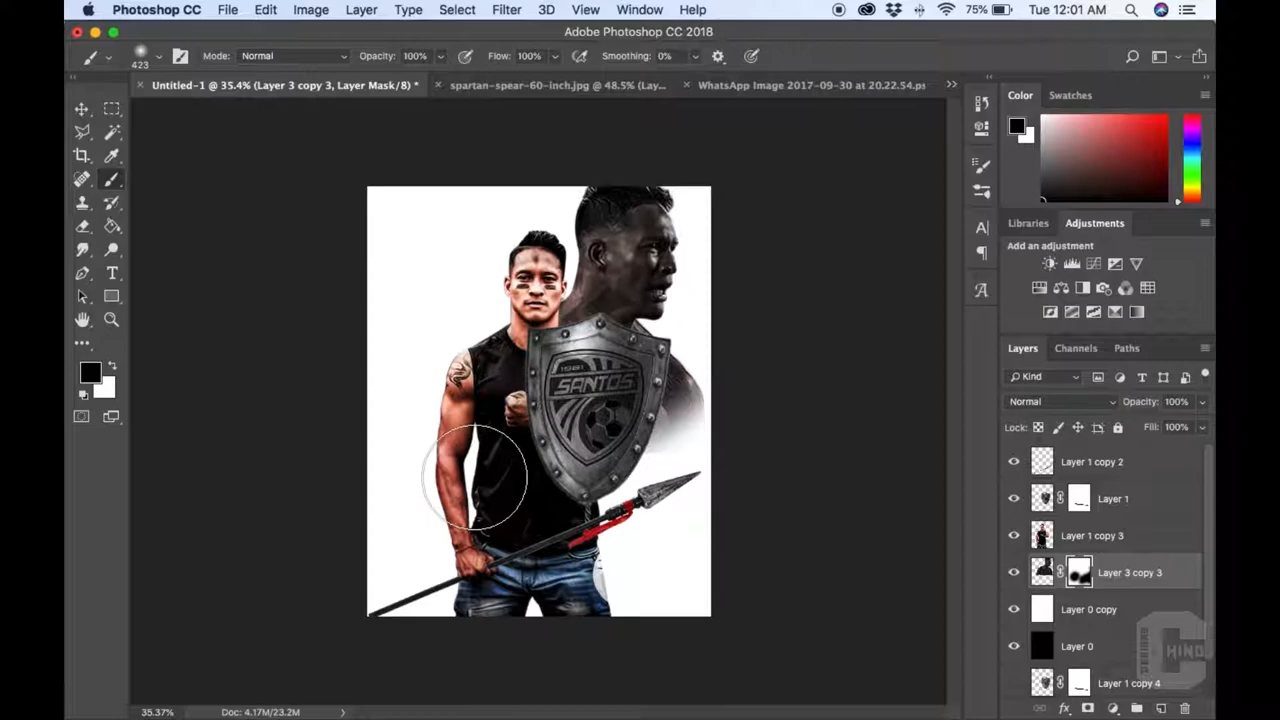 Photoshop CC File Edit Image Layer Type Select Filter 3D View Window Help 75% Tue 12:01 AM
Adobe Photoshop CC 2018
423 Mode: Normal Opacity: 100% Flow: 100% Smoothing: 0%
Untitled-1 @ 35.4% (Layer 3 copy 3, Layer Mask/8) * spartan-spear-60-inch.jpg @ 48.5% (Lay... WhatsApp Image 2017-09-30 at 20.22.54.ps
Color Swatches
Libraries Adjustments
Add an adjustment
SANTOS
Layers Channels Paths
Kind
Normal Opacity: 100%
Lock: Fill: 100%
Layer 1 copy 2
Layer 1
Layer 1 copy 3
Layer 3 copy 3
Layer 0 copy
Layer 0
Layer 1 copy 4
HINO
35.37% Doc: 4.17M/23.2M